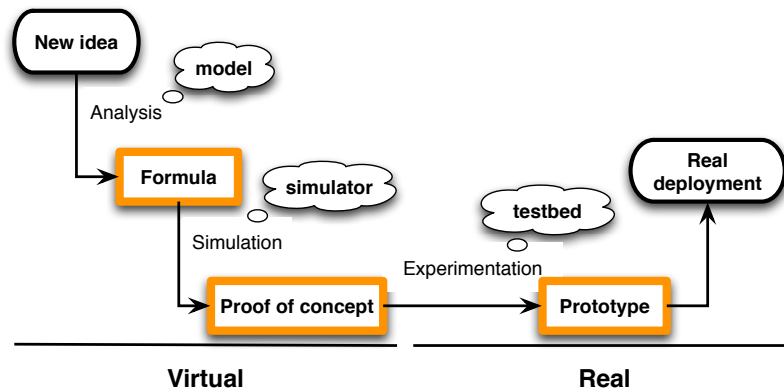 New idea
model
Analysis
Formula
simulator
Simulation
Proof of concept
testbed
Experimentation
Prototype
Real
deployment
Virtual
Real